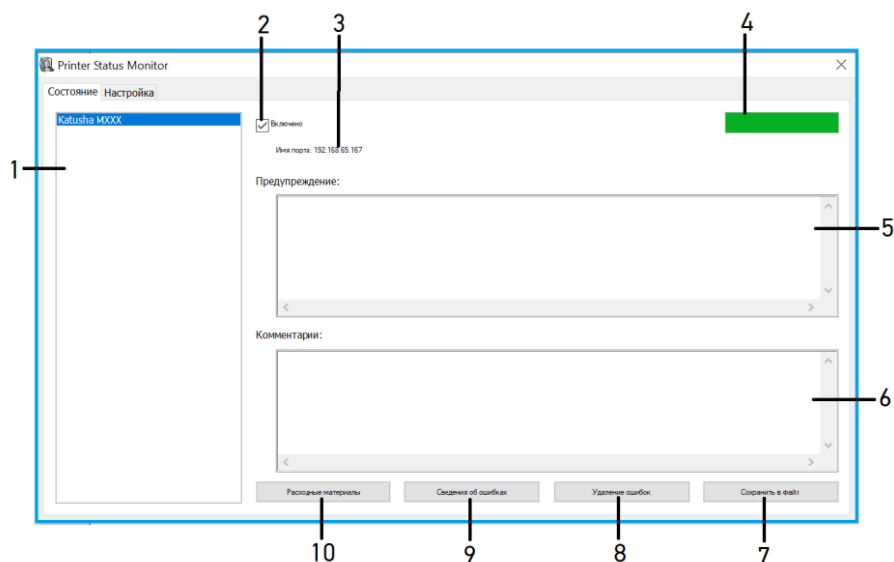 2 3 4
Printer Status Monitor
Состояние Настройка
Katusha MXXX
Включено
Имя порта: 192.168.65.167
1
Предупреждение:
5
Комментарии:
6
Расходные материалы Сведения об ошибках Удаление ошибок Сохранить в файл
10 9 8 7